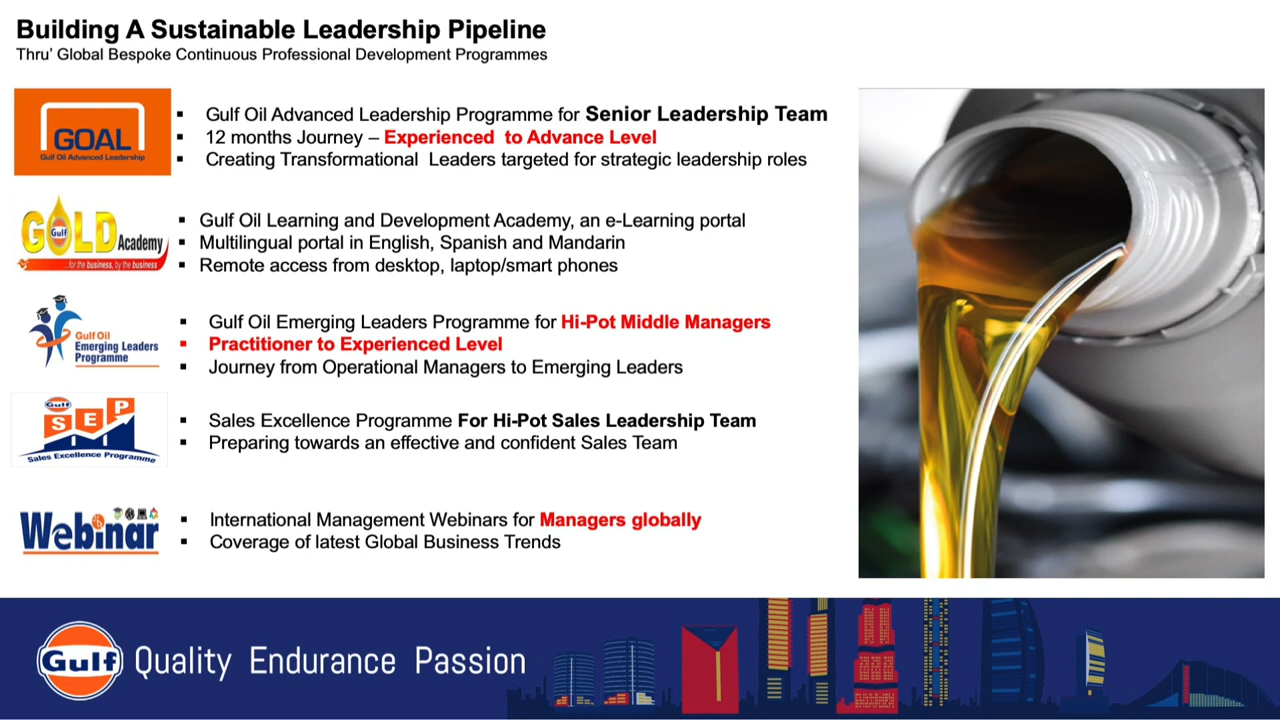 Building A Sustainable Leadership Pipeline
Thru’ Global Bespoke Continuous Professional Development Programmes
GOAL
Gulf Oil Advanced Leadership
▪ Gulf Oil Advanced Leadership Programme for Senior Leadership Team
▪ 12 months Journey – Experienced to Advance Level
▪ Creating Transformational Leaders targeted for strategic leadership roles
GOLD
Gulf
Academy
...for the business, by the business
▪ Gulf Oil Learning and Development Academy, an e-Learning portal
▪ Multilingual portal in English, Spanish and Mandarin
▪ Remote access from desktop, laptop/smart phones
Gulf Oil
Emerging Leaders
Programme
▪ Gulf Oil Emerging Leaders Programme for Hi-Pot Middle Managers
▪ Practitioner to Experienced Level
▪ Journey from Operational Managers to Emerging Leaders
Gulf
SEP
Sales Excellence Programme
▪ Sales Excellence Programme For Hi-Pot Sales Leadership Team
▪ Preparing towards an effective and confident Sales Team
Webinar
▪ International Management Webinars for Managers globally
▪ Coverage of latest Global Business Trends
Gulf Quality Endurance Passion